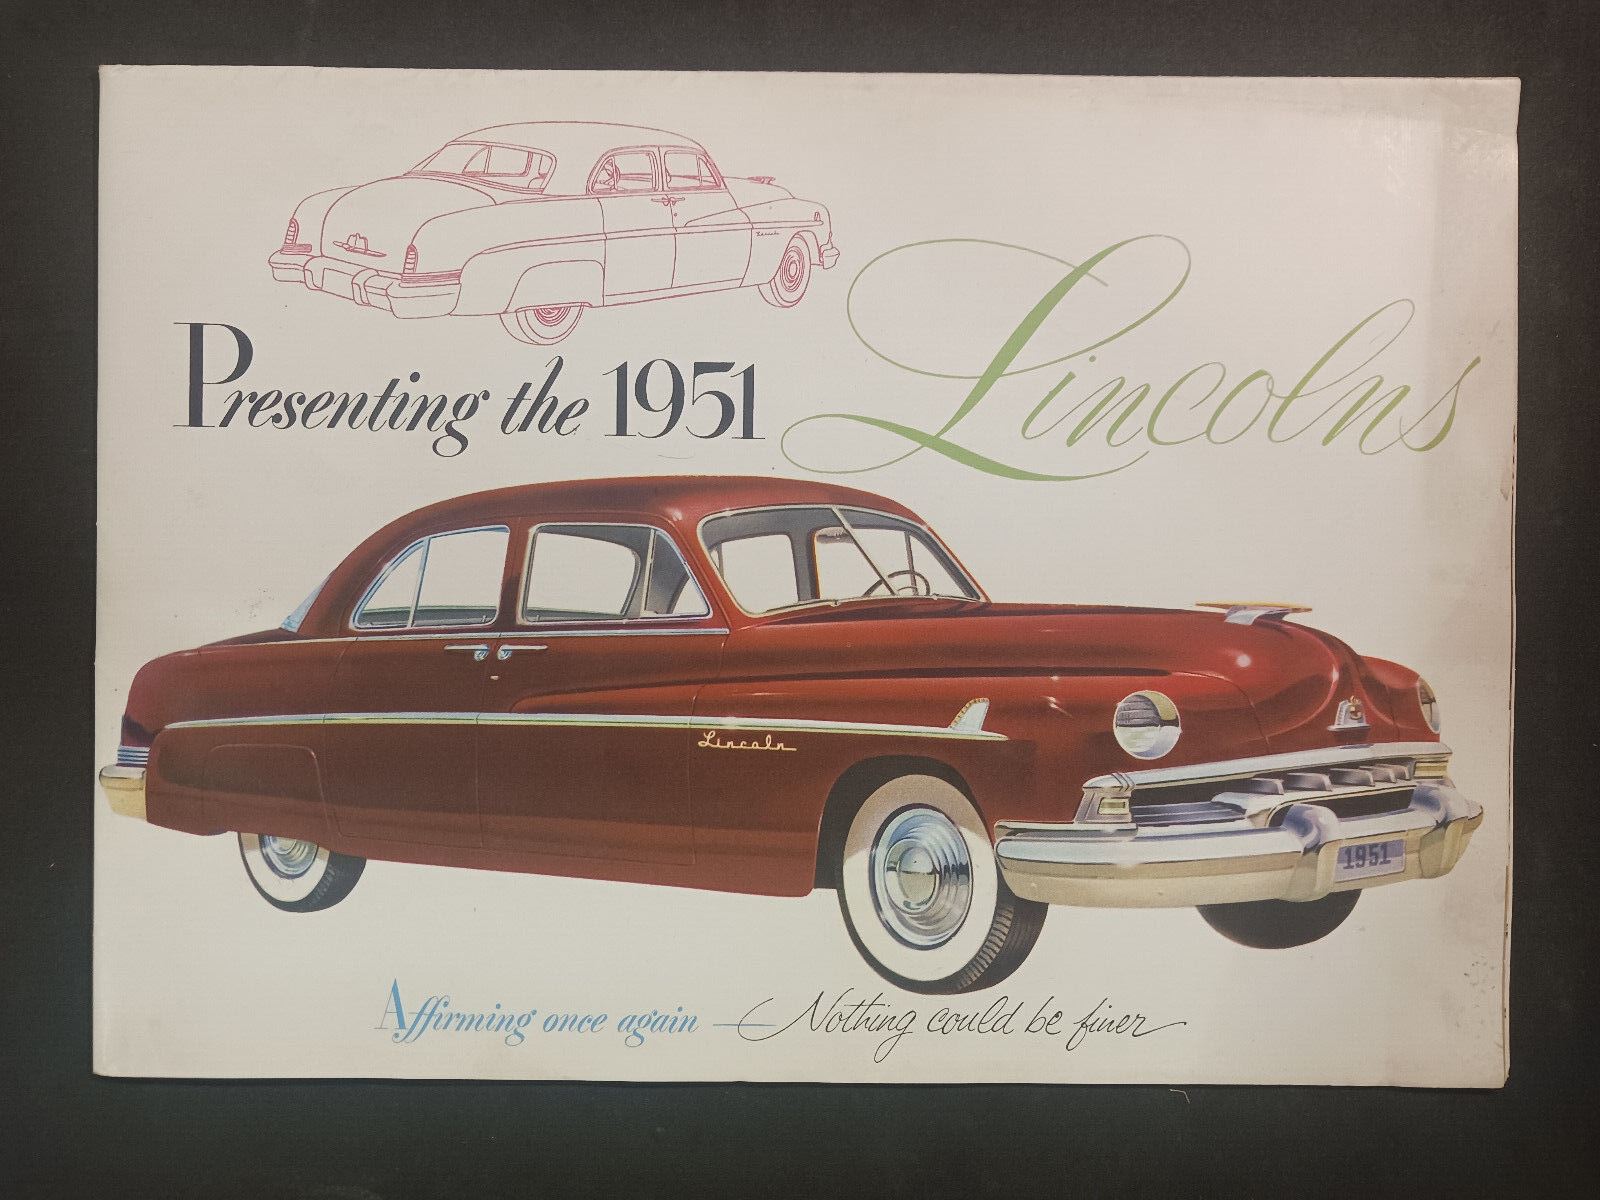 Presenting the 1951 Lincolns
Lincoln
1951
Affirming once again — Nothing could be finer